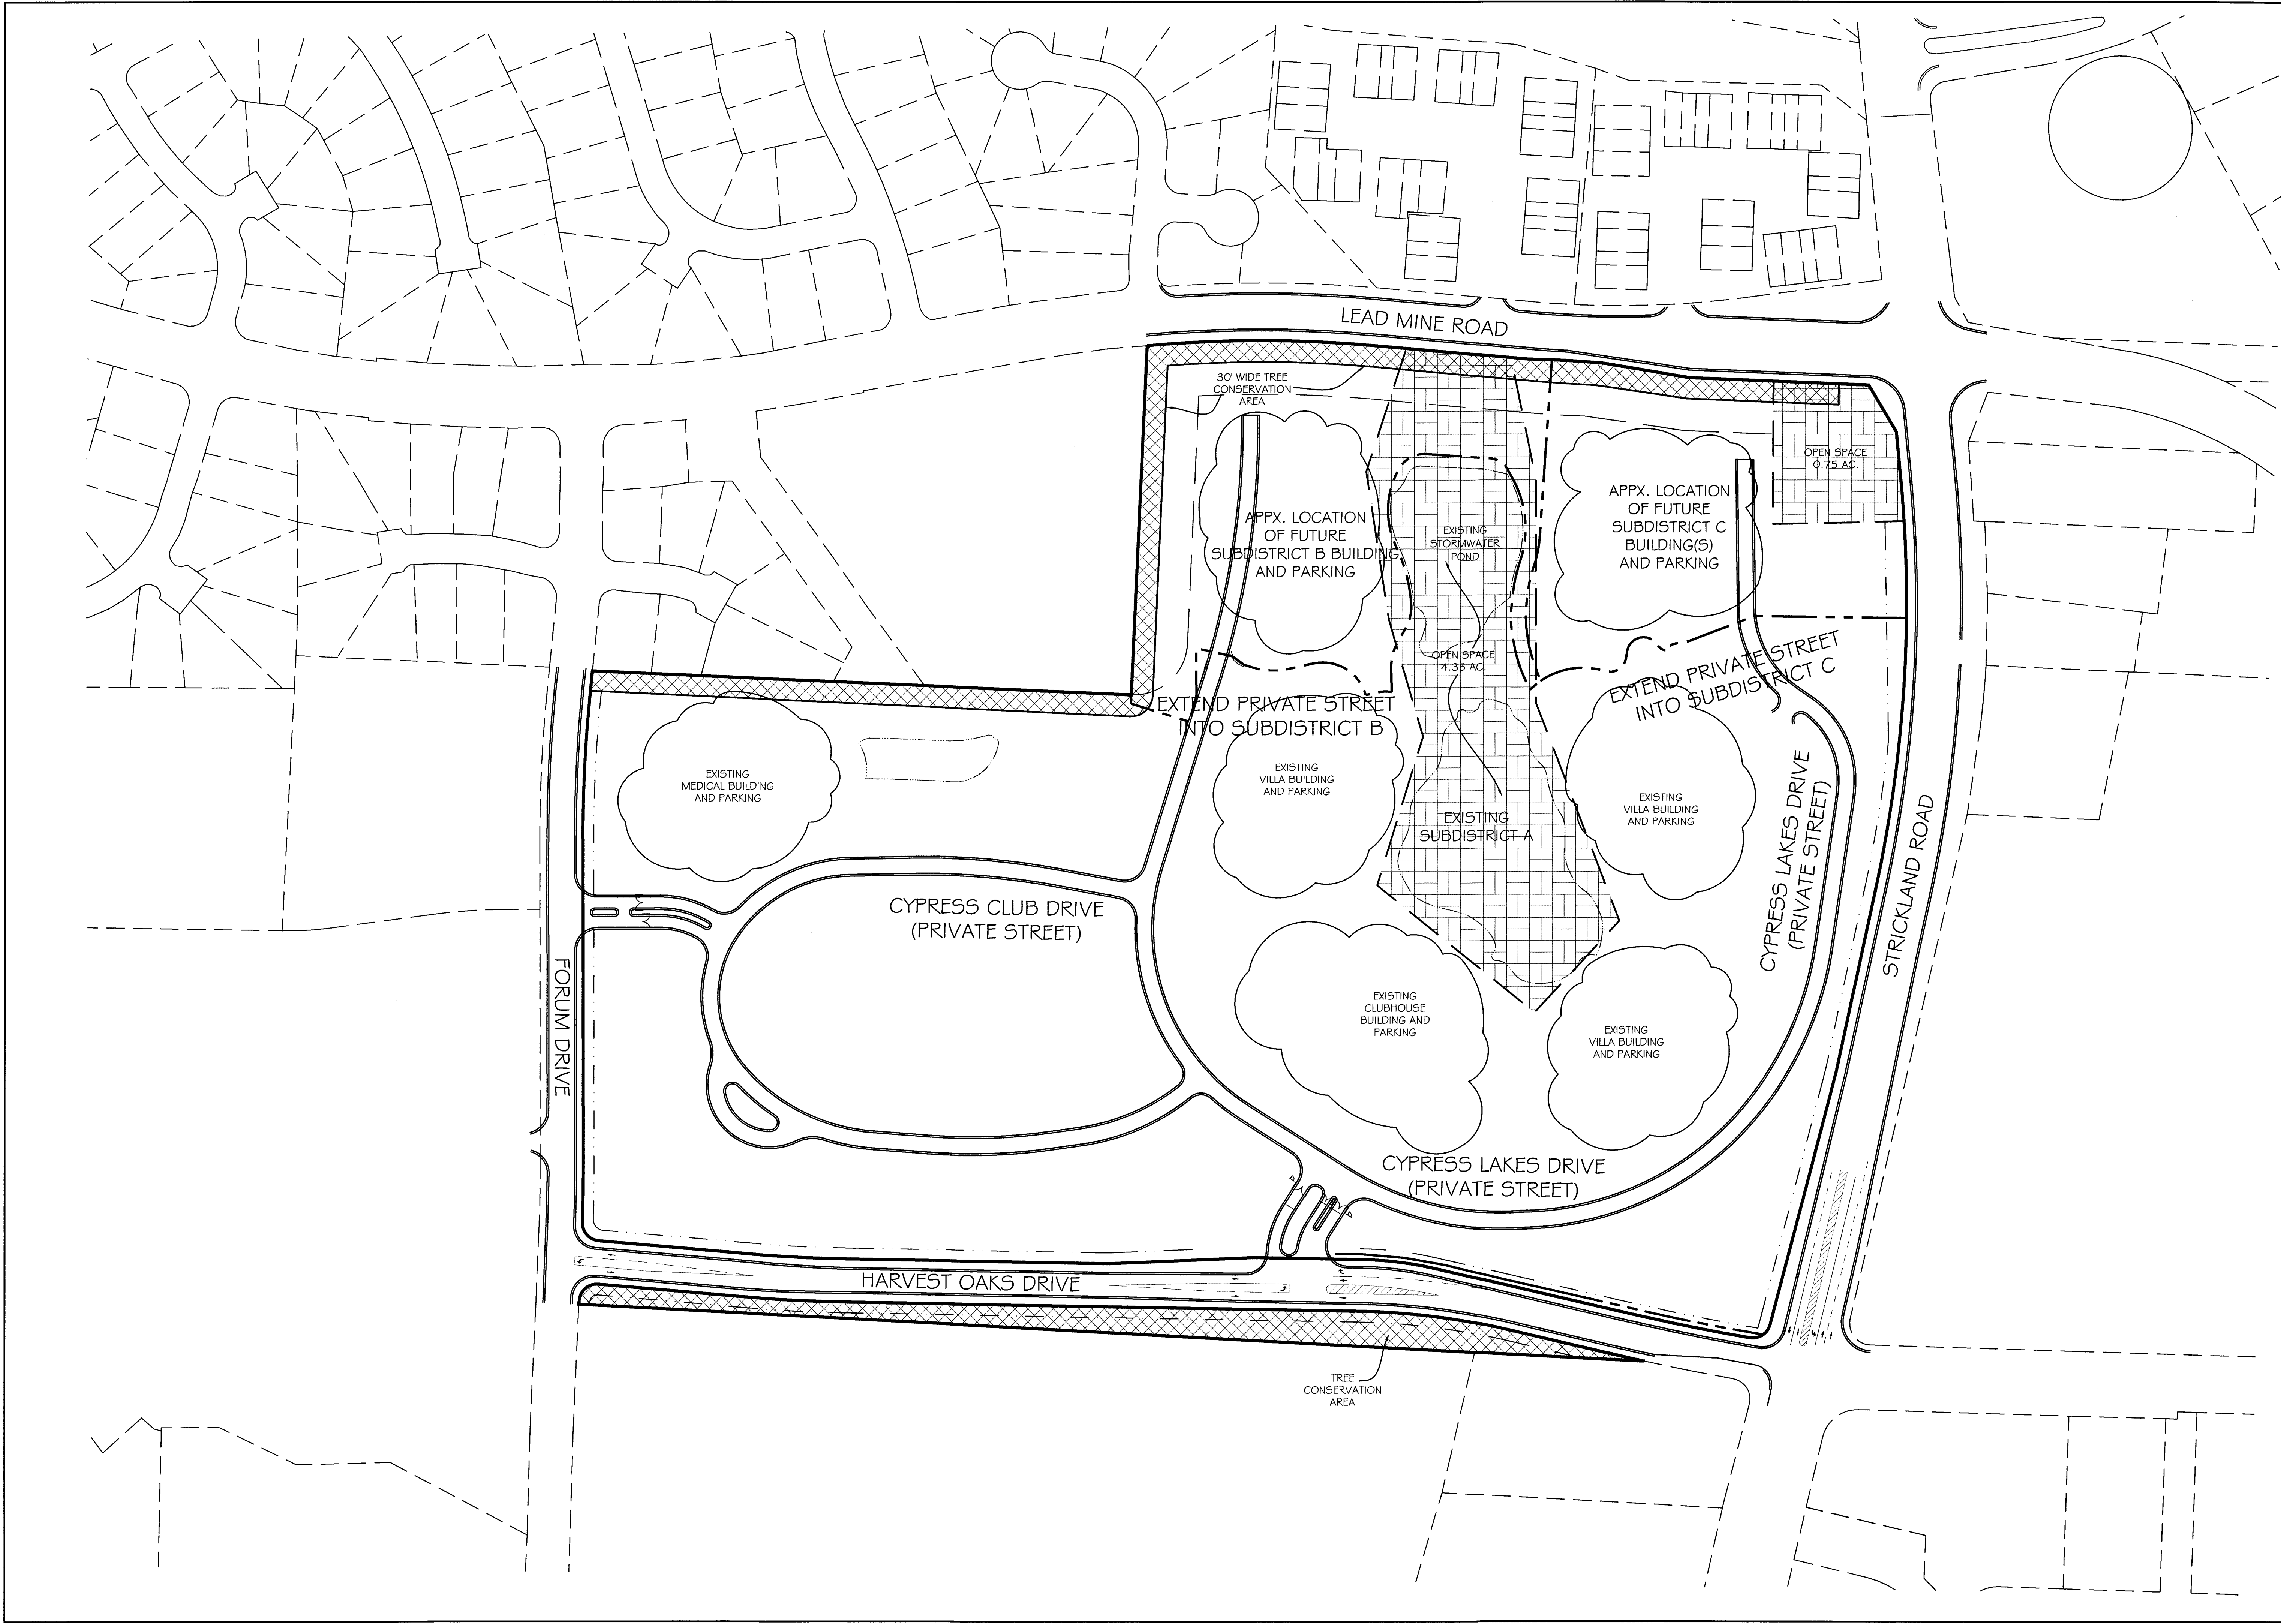 LEAD MINE ROAD
30' WIDE TREE
CONSERVATION
AREA
OPEN SPACE
0.75 AC.
APPX. LOCATION
OF FUTURE
SUBDISTRICT B BUILDING
AND PARKING
EXISTING
STORMWATER
POND
APPX. LOCATION
OF FUTURE
SUBDISTRICT C
BUILDING(S)
AND PARKING
OPEN SPACE
4.35 AC.
EXTEND PRIVATE STREET
INTO SUBDISTRICT B
EXTEND PRIVATE STREET
INTO SUBDISTRICT C
EXISTING
MEDICAL BUILDING
AND PARKING
EXISTING
VILLA BUILDING
AND PARKING
EXISTING
SUBDISTRICT A
EXISTING
VILLA BUILDING
AND PARKING
CYPRESS LAKES DRIVE
(PRIVATE STREET)
STRICKLAND ROAD
CYPRESS CLUB DRIVE
(PRIVATE STREET)
FORUM DRIVE
EXISTING
CLUBHOUSE
BUILDING AND
PARKING
EXISTING
VILLA BUILDING
AND PARKING
CYPRESS LAKES DRIVE
(PRIVATE STREET)
HARVEST OAKS DRIVE
TREE
CONSERVATION
AREA